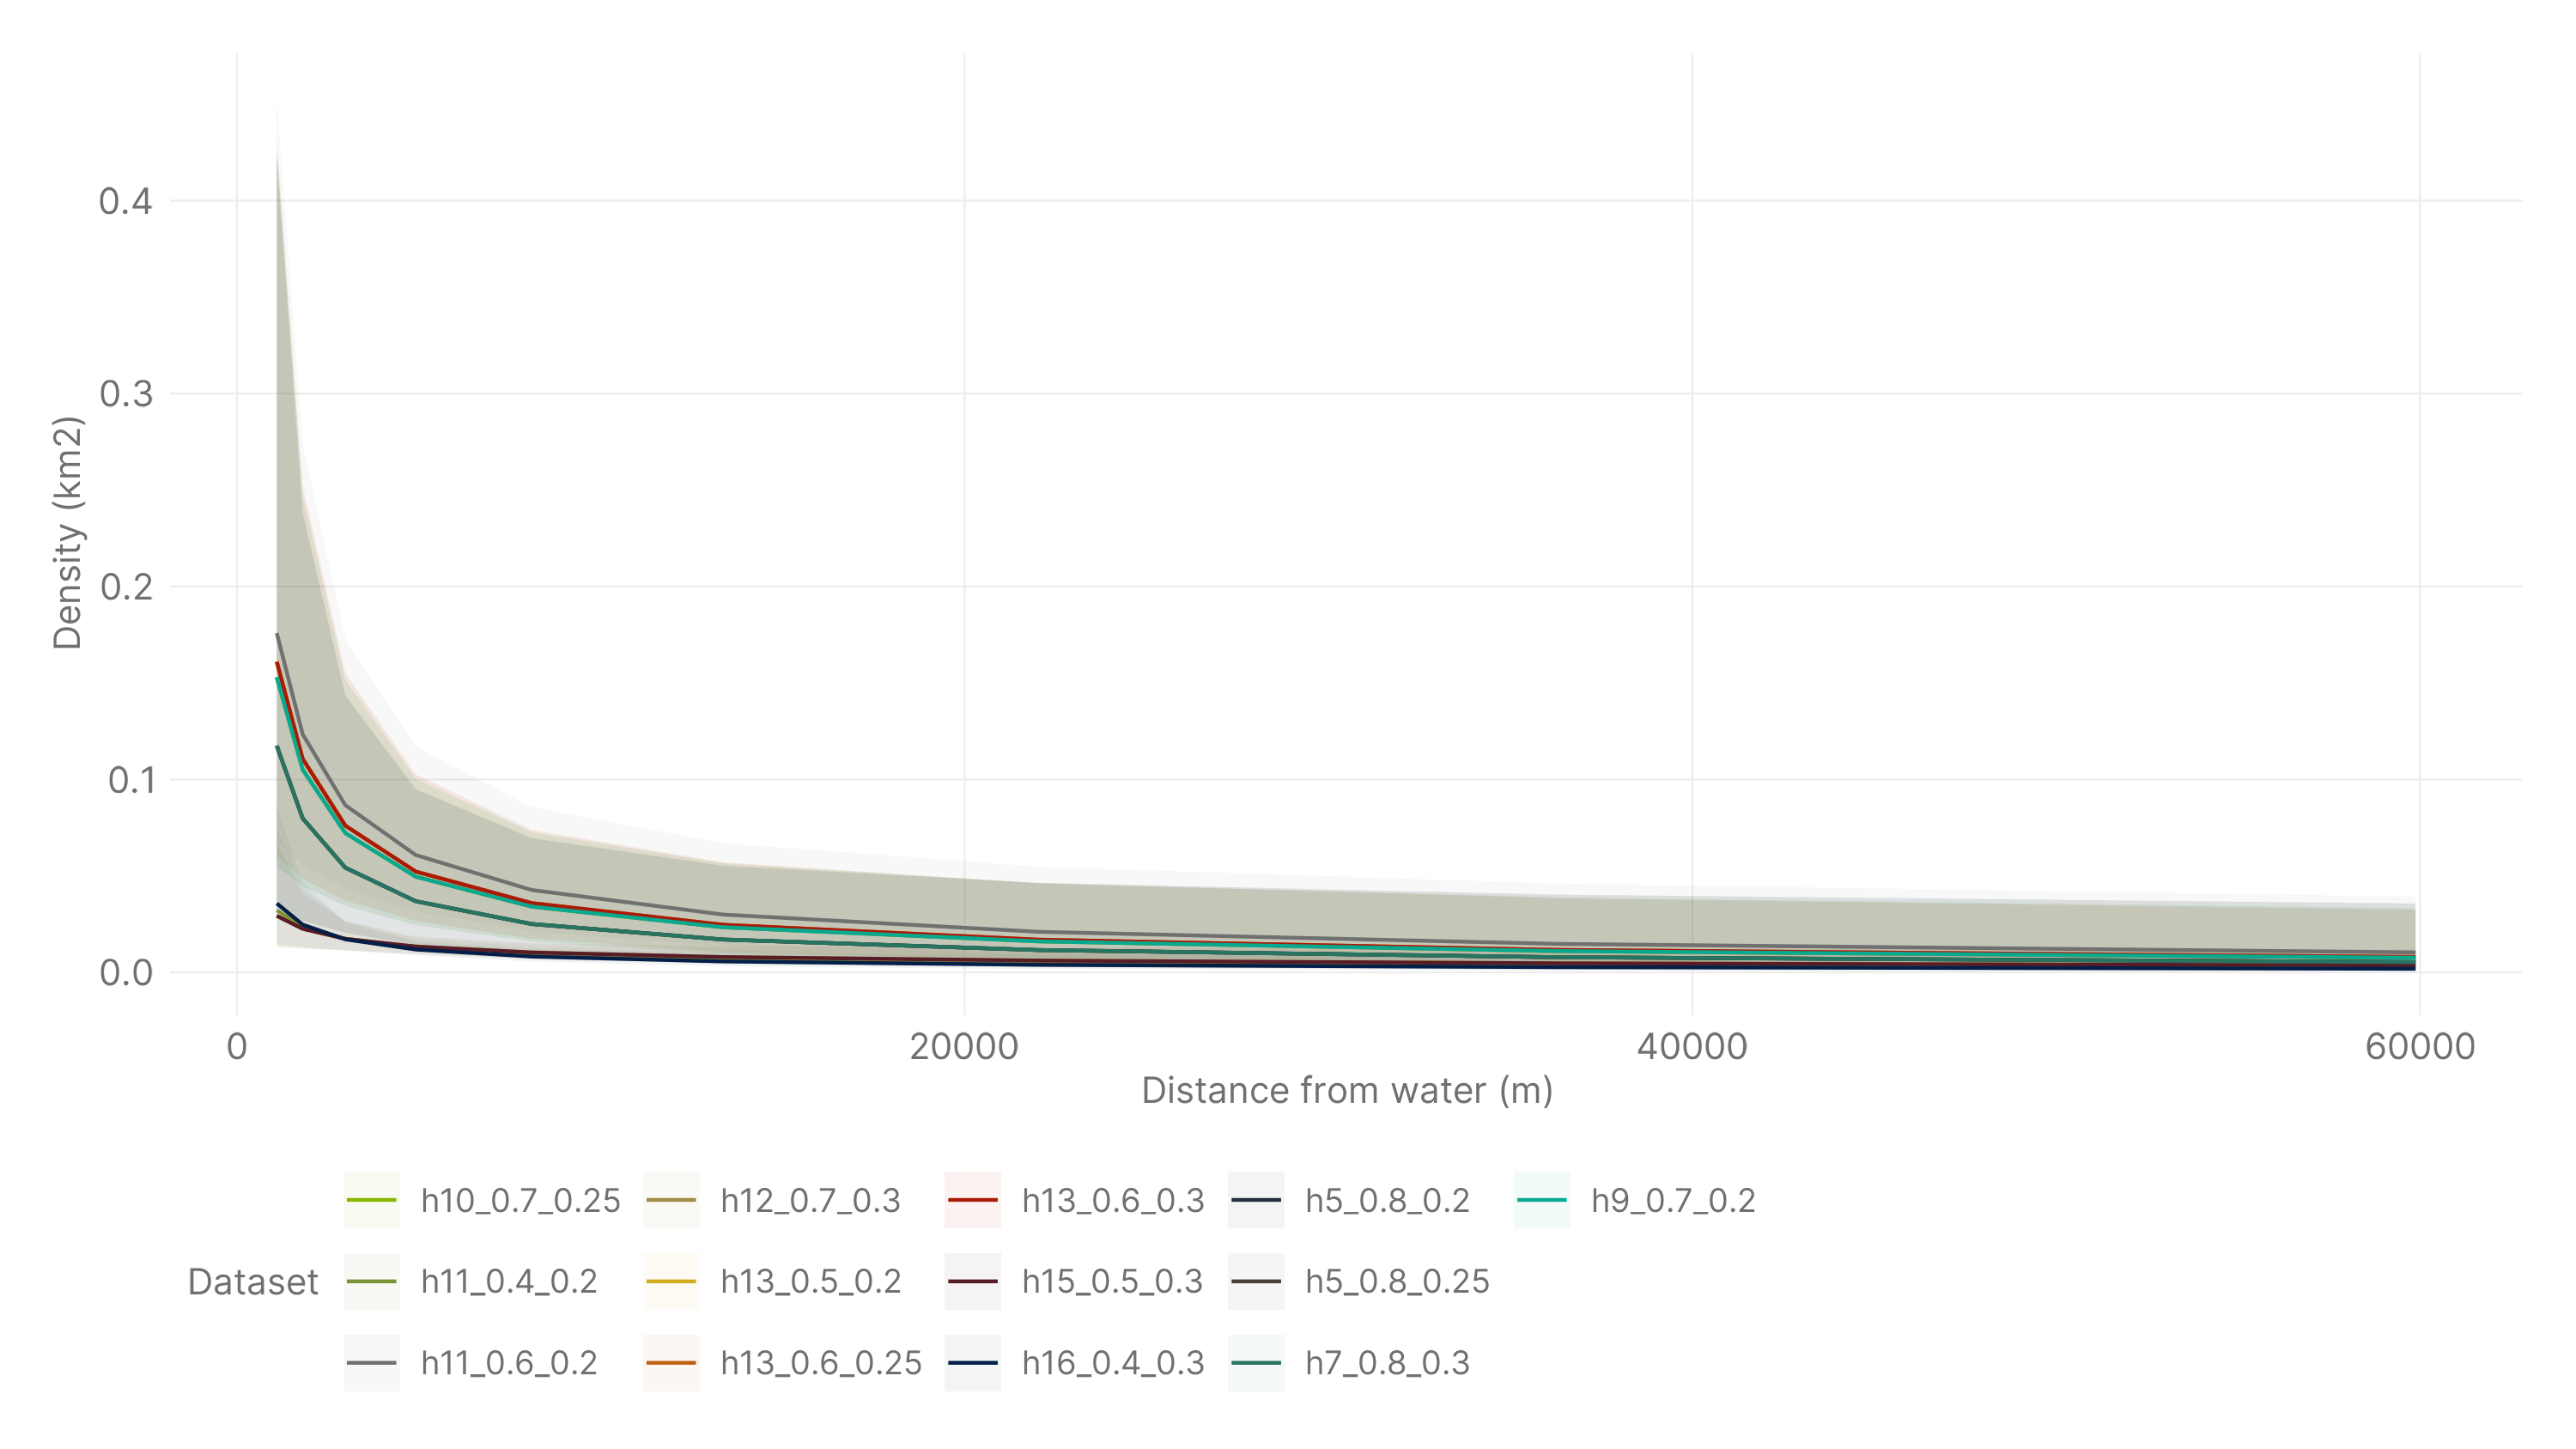 Density (km2)
0.4
0.3
0.2
0.1
0.0
0 20000 40000 60000
Distance from water (m)
Dataset
h10_0.7_0.25 h12_0.7_0.3 h13_0.6_0.3 h5_0.8_0.2 h9_0.7_0.2
h11_0.4_0.2 h13_0.5_0.2 h15_0.5_0.3 h5_0.8_0.25
h11_0.6_0.2 h13_0.6_0.25 h16_0.4_0.3 h7_0.8_0.3